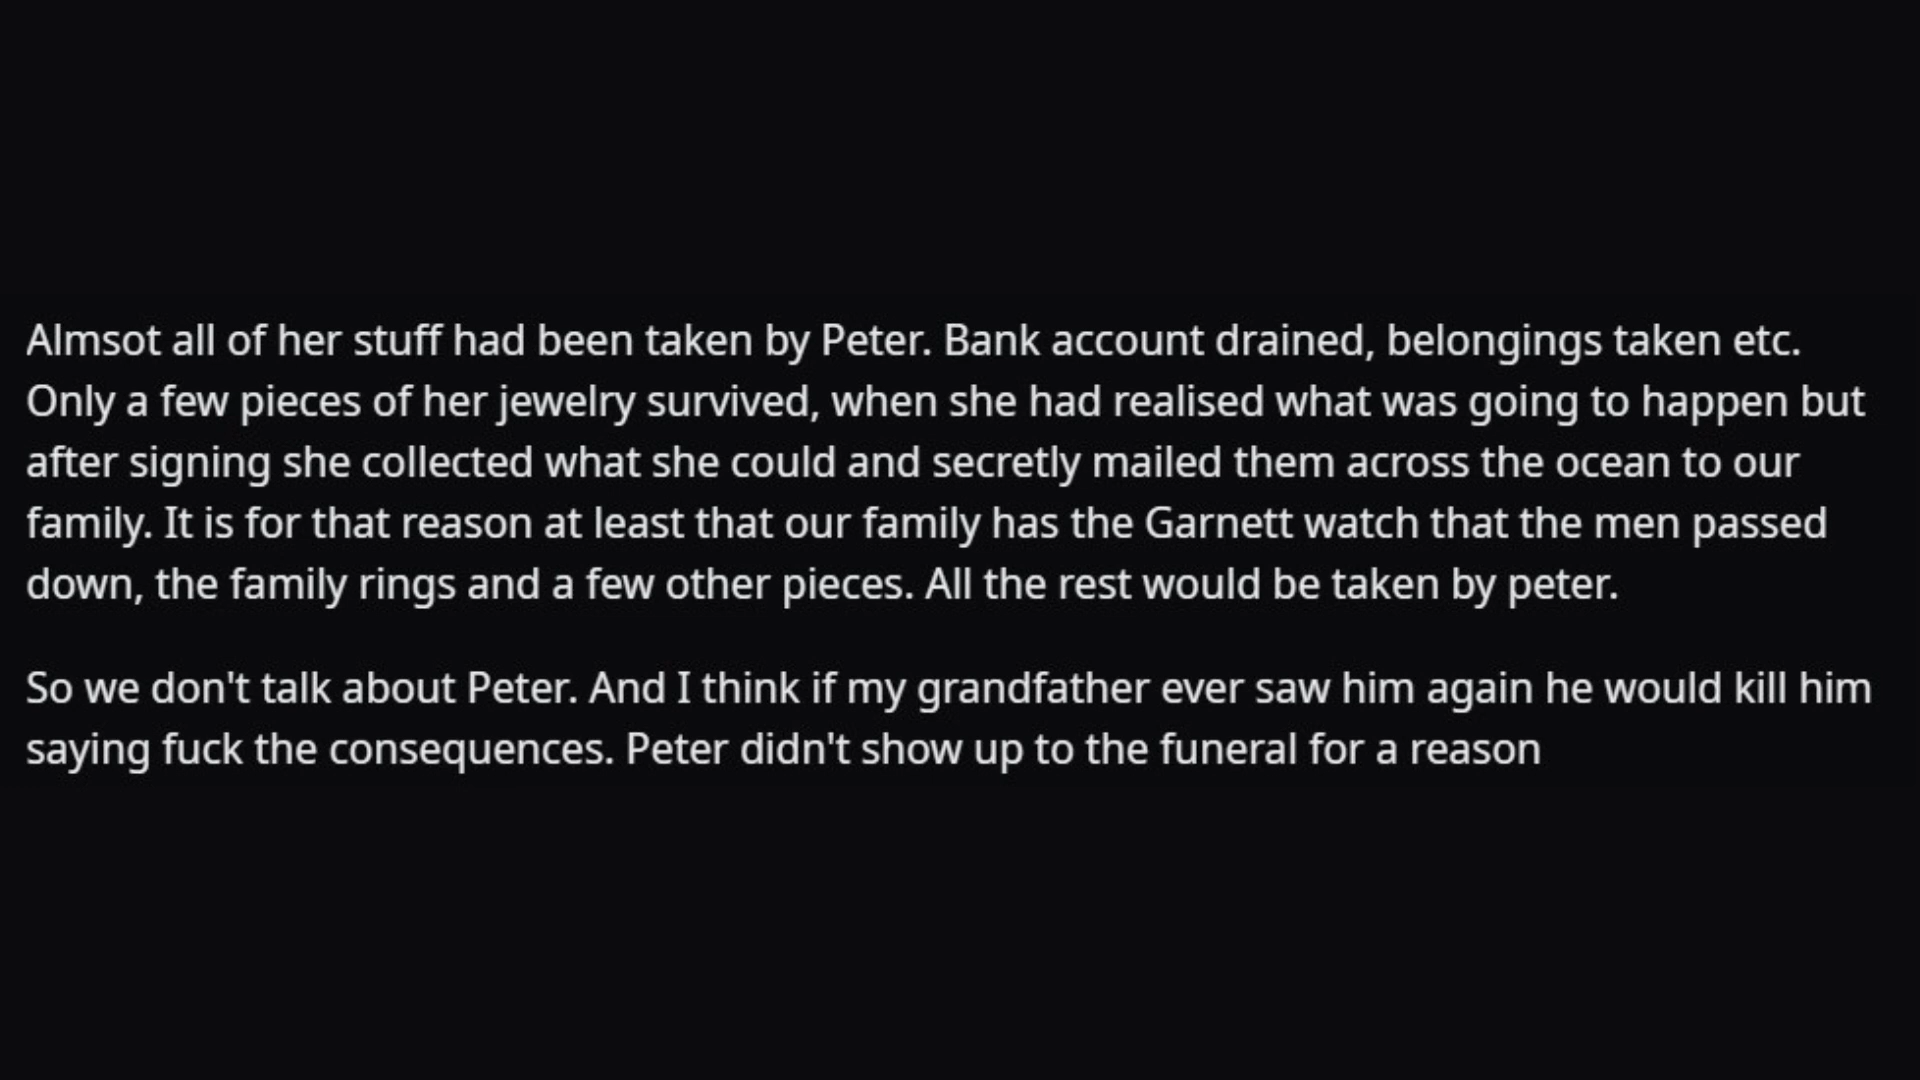 Almsot all of her stuff had been taken by Peter. Bank account drained, belongings taken etc.
Only a few pieces of her jewelry survived, when she had realised what was going to happen but
after signing she collected what she could and secretly mailed them across the ocean to our
family. It is for that reason at least that our family has the Garnett watch that the men passed
down, the family rings and a few other pieces. All the rest would be taken by peter.
So we don't talk about Peter. And I think if my grandfather ever saw him again he would kill him
saying fuck the consequences. Peter didn't show up to the funeral for a reason